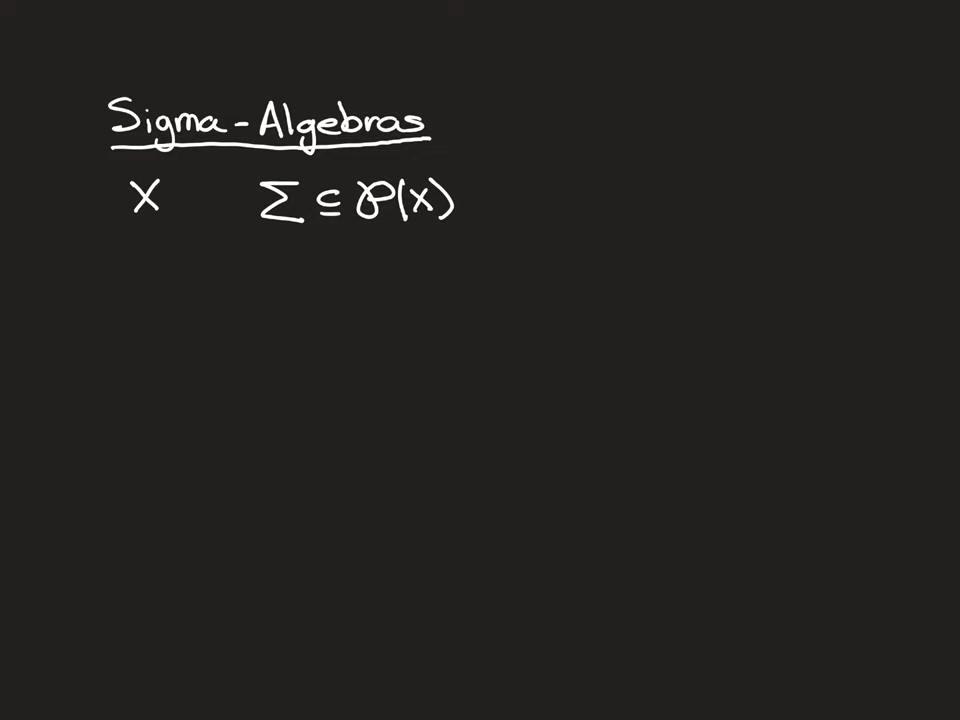 Sigma-Algebras
X Σ ⊆ ℘(X)